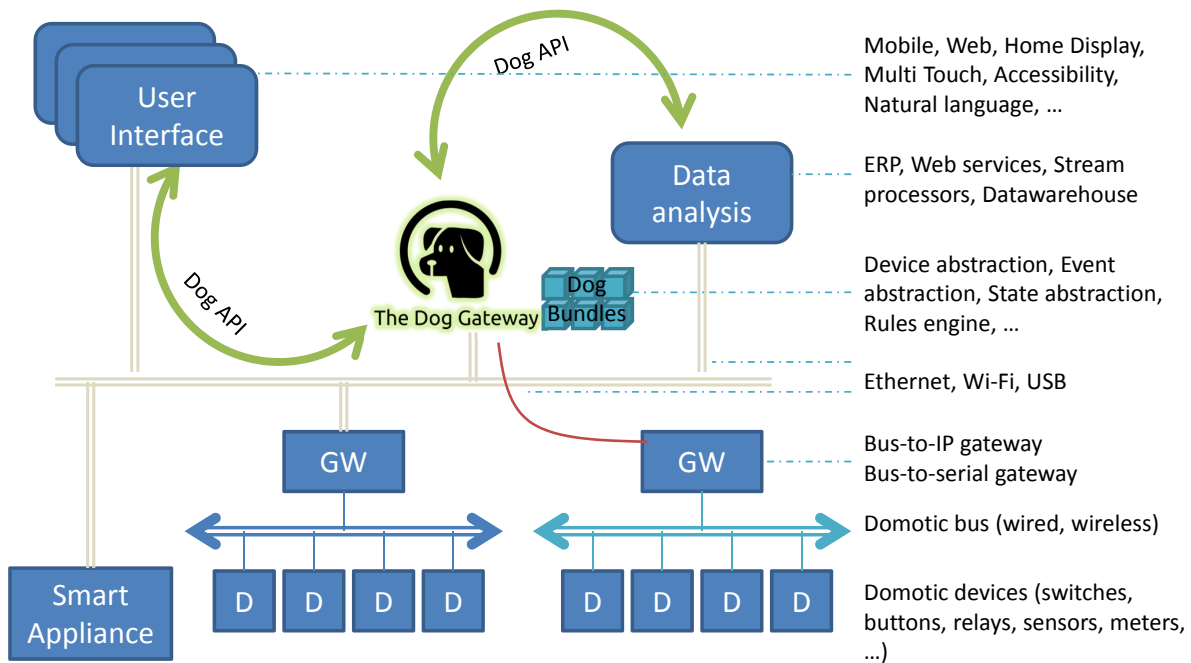 User
Interface
Dog API
Dog API
Data
analysis
The Dog Gateway
Dog
Bundles
GW
GW
D
D
D
D
D
D
D
D
Smart
Appliance
Mobile, Web, Home Display,
Multi Touch, Accessibility,
Natural language, …
ERP, Web services, Stream
processors, Datawarehouse
Device abstraction, Event
abstraction, State abstraction,
Rules engine, …
Ethernet, Wi-Fi, USB
Bus-to-IP gateway
Bus-to-serial gateway
Domotic bus (wired, wireless)
Domotic devices (switches,
buttons, relays, sensors, meters,
…)